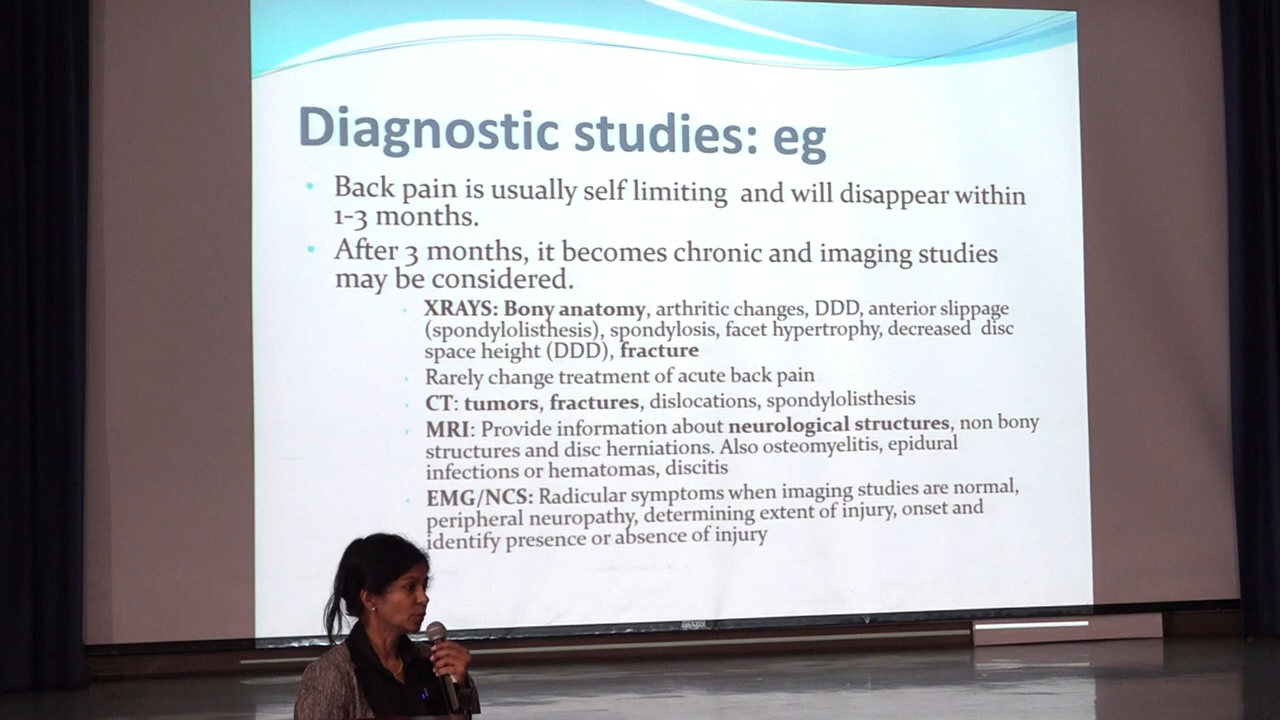 Diagnostic studies: eg
• Back pain is usually self limiting and will disappear within
1-3 months.
• After 3 months, it becomes chronic and imaging studies
may be considered.
• XRAYS: Bony anatomy, arthritic changes, DDD, anterior slippage
(spondylolisthesis), spondylosis, facet hypertrophy, decreased disc
space height (DDD), fracture
• Rarely change treatment of acute back pain
• CT: tumors, fractures, dislocations, spondylolisthesis
• MRI: Provide information about neurological structures, non bony
structures and disc herniations. Also osteomyelitis, epidural
infections or hematomas, discitis
• EMG/NCS: Radicular symptoms when imaging studies are normal,
peripheral neuropathy, determining extent of injury, onset and
identify presence or absence of injury